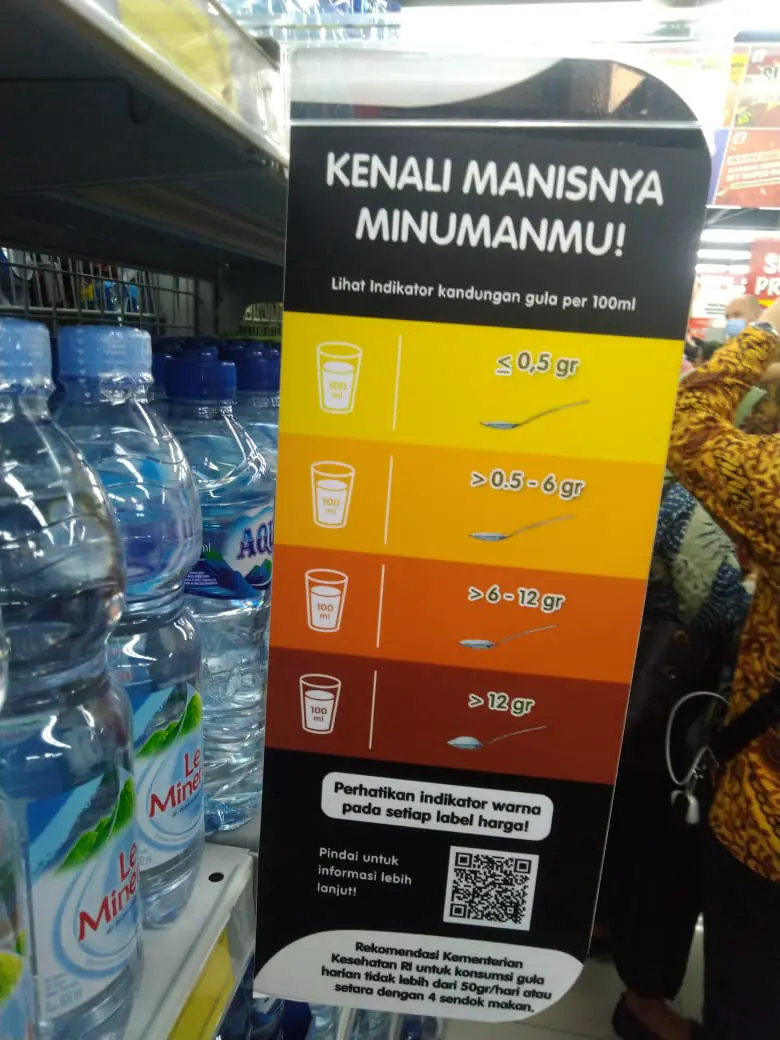 KENALI MANISNYA
MINUMANMU!
Lihat Indikator kandungan gula per 100ml
100
ml
≤ 0,5 gr
100
ml
> 0.5 - 6 gr
100
ml
> 6 - 12 gr
100
ml
> 12 gr
Perhatikan indikator warna
pada setiap label harga!
Pindai untuk
informasi lebih
lanjut!
Rekomendasi Kementerian
Kesehatan RI untuk konsumsi gula
harian tidak lebih dari 50gr/hari atau
setara dengan 4 sendok makan.
AQU
Le
Miner
Le
Mine